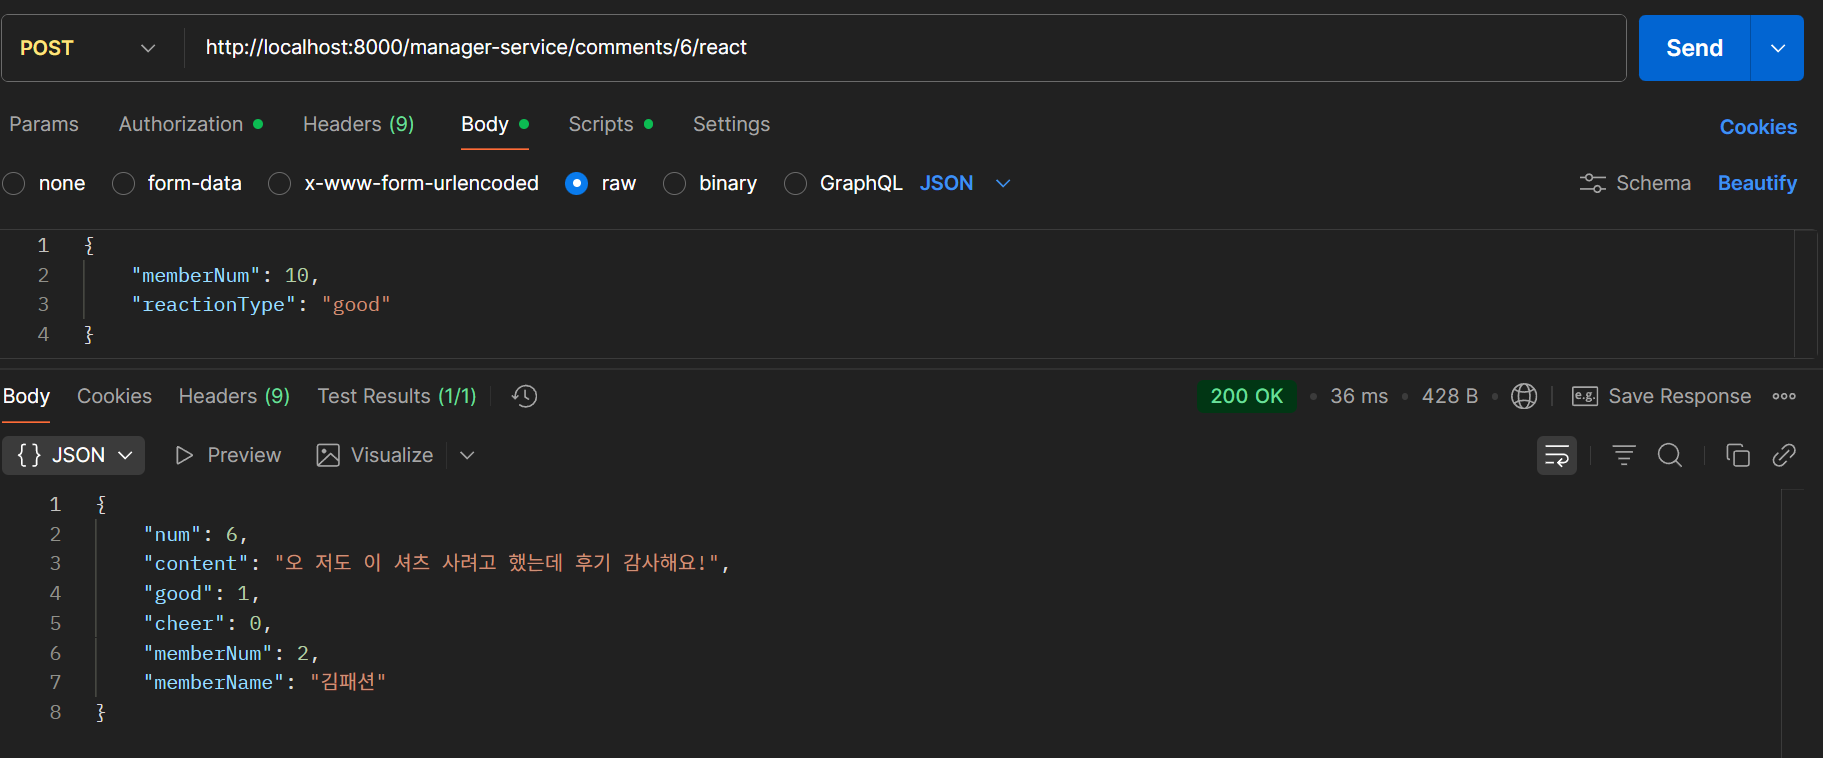 POST http://localhost:8000/manager-service/comments/6/react Send
Params Authorization Headers (9) Body Scripts Settings Cookies
none form-data x-www-form-urlencoded raw binary GraphQL JSON Schema Beautify
1 {
2 "memberNum": 10,
3 "reactionType": "good"
4 }
Body Cookies Headers (9) Test Results (1/1) 200 OK 36 ms 428 B e.g. Save Response
{ } JSON Preview Visualize
1 {
2 "num": 6,
3 "content": "오 저도 이 셔츠 사려고 했는데 후기 감사해요!",
4 "good": 1,
5 "cheer": 0,
6 "memberNum": 2,
7 "memberName": "김패션"
8 }